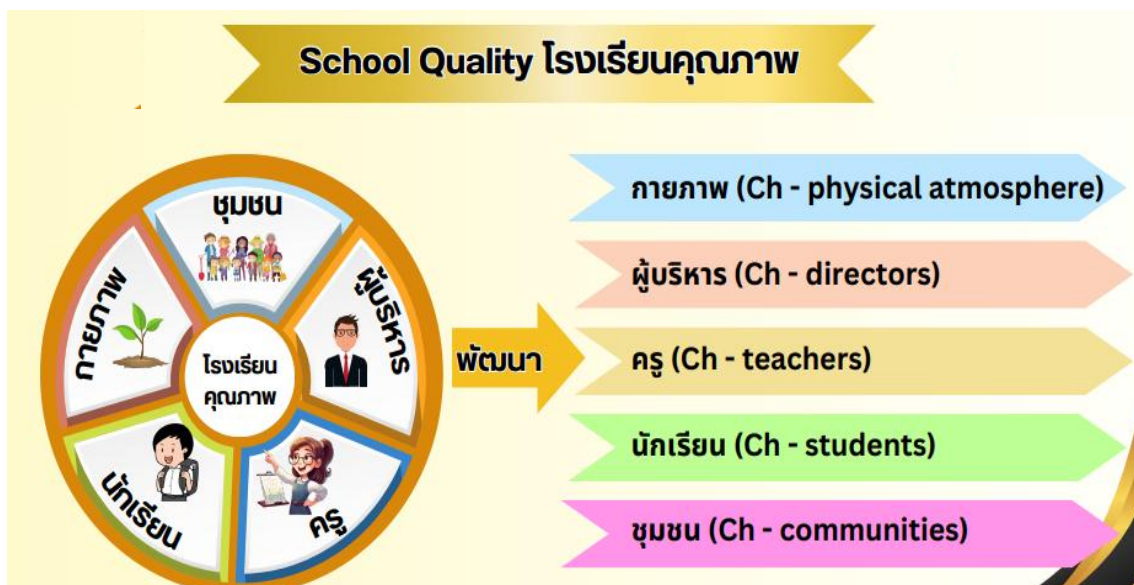 School Quality โรงเรียนคุณภาพ
ชุมชน
ผู้บริหาร
ครู
นักเรียน
กายภาพ
โรงเรียน
คุณภาพ
พัฒนา
กายภาพ (Ch - physical atmosphere)
ผู้บริหาร (Ch - directors)
ครู (Ch - teachers)
นักเรียน (Ch - students)
ชุมชน (Ch - communities)